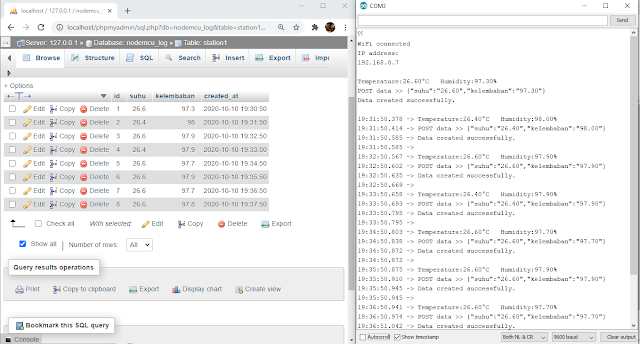 localhost / 127.0.0.1 / nodemcu
localhost/phpmyadmin/sql.php?db=nodemcu_log&table=station1...
Server: 127.0.0.1 » Database: nodemcu_log » Table: station1
Browse Structure SQL Search Insert Export
+ Options
id suhu kelembaban created_at
Edit Copy Delete 1 26.6 97.3 2020-10-10 19:30:50
Edit Copy Delete 2 26.4 98 2020-10-10 19:31:50
Edit Copy Delete 3 26.6 97.9 2020-10-10 19:32:50
Edit Copy Delete 4 26.4 97.9 2020-10-10 19:33:50
Edit Copy Delete 5 26.6 97.7 2020-10-10 19:34:50
Edit Copy Delete 6 26.6 97.9 2020-10-10 19:35:50
Edit Copy Delete 7 26.6 97.7 2020-10-10 19:36:50
Edit Copy Delete 8 26.6 97.8 2020-10-10 19:37:50
Check all With selected: Edit Copy Delete Export
Show all Number of rows: All
Query results operations
Print Copy to clipboard Export Display chart Create view
Bookmark this SQL query
Console
COM3
Send
WiFi connected
IP address:
192.168.0.7
Temperature:26.60°C Humidity:97.30%
POST data >> {"suhu":"26.60","kelembaban":"97.30"}
Data created successfully.
19:31:50.378 -> Temperature:26.40°C Humidity:98.00%
19:31:50.414 -> POST data >> {"suhu":"26.40","kelembaban":"98.00"}
19:31:50.585 -> Data created successfully.
19:31:50.585 ->
19:32:50.567 -> Temperature:26.60°C Humidity:97.90%
19:32:50.602 -> POST data >> {"suhu":"26.60","kelembaban":"97.90"}
19:32:50.635 -> Data created successfully.
19:32:50.669 ->
19:33:50.658 -> Temperature:26.40°C Humidity:97.90%
19:33:50.693 -> POST data >> {"suhu":"26.40","kelembaban":"97.90"}
19:33:50.795 -> Data created successfully.
19:33:50.795 ->
19:34:50.803 -> Temperature:26.60°C Humidity:97.70%
19:34:50.838 -> POST data >> {"suhu":"26.60","kelembaban":"97.70"}
19:34:50.872 -> Data created successfully.
19:34:50.872 ->
19:35:50.875 -> Temperature:26.60°C Humidity:97.90%
19:35:50.910 -> POST data >> {"suhu":"26.60","kelembaban":"97.90"}
19:35:50.945 -> Data created successfully.
19:35:50.945 ->
19:36:50.941 -> Temperature:26.60°C Humidity:97.70%
19:36:50.974 -> POST data >> {"suhu":"26.60","kelembaban":"97.70"}
19:36:51.042 -> Data created successfully.
Autoscroll Show timestamp Both NL & CR 9600 baud Clear output